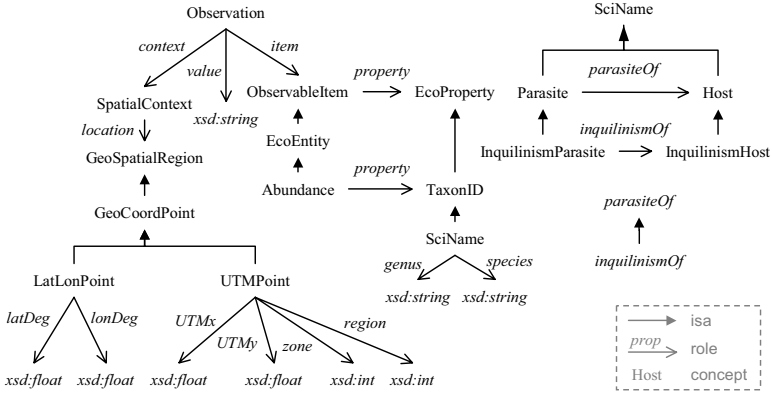 Observation
SciName
context
value
item
property
parasiteOf
SpatialContext
ObservableItem
EcoProperty
Parasite
Host
xsd:string
location
inquilinismOf
EcoEntity
GeoSpatialRegion
InquilinismParasite
InquilinismHost
property
Abundance
TaxonID
parasiteOf
GeoCoordPoint
SciName
inquilinismOf
genus
species
LatLonPoint
UTMPoint
xsd:string
xsd:string
latDeg
lonDeg
UTMx
UTMy
zone
region
isa
prop
role
xsd:float
xsd:float
xsd:float
xsd:float
xsd:int
xsd:int
Host
concept